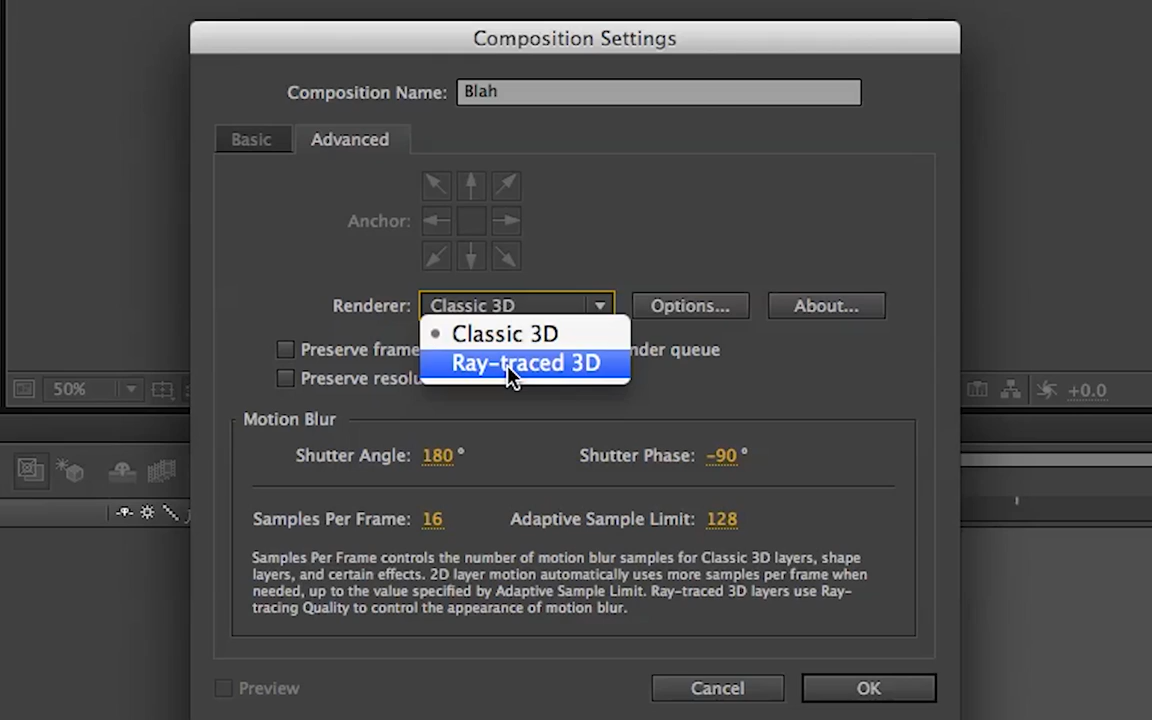 Composition Settings
Composition Name: Blah
Basic Advanced
Anchor:
Renderer: Classic 3D Options... About...
Classic 3D
Preserve frame nder queue
Ray-traced 3D
Preserve resolu
50% +0.0
Motion Blur
Shutter Angle: 180 ° Shutter Phase: -90 °
Samples Per Frame: 16 Adaptive Sample Limit: 128
Samples Per Frame controls the number of motion blur samples for Classic 3D layers, shape
layers, and certain effects. 2D layer motion automatically uses more samples per frame when
needed, up to the value specified by Adaptive Sample Limit. Ray-traced 3D layers use Ray-
tracing Quality to control the appearance of motion blur.
Preview Cancel OK